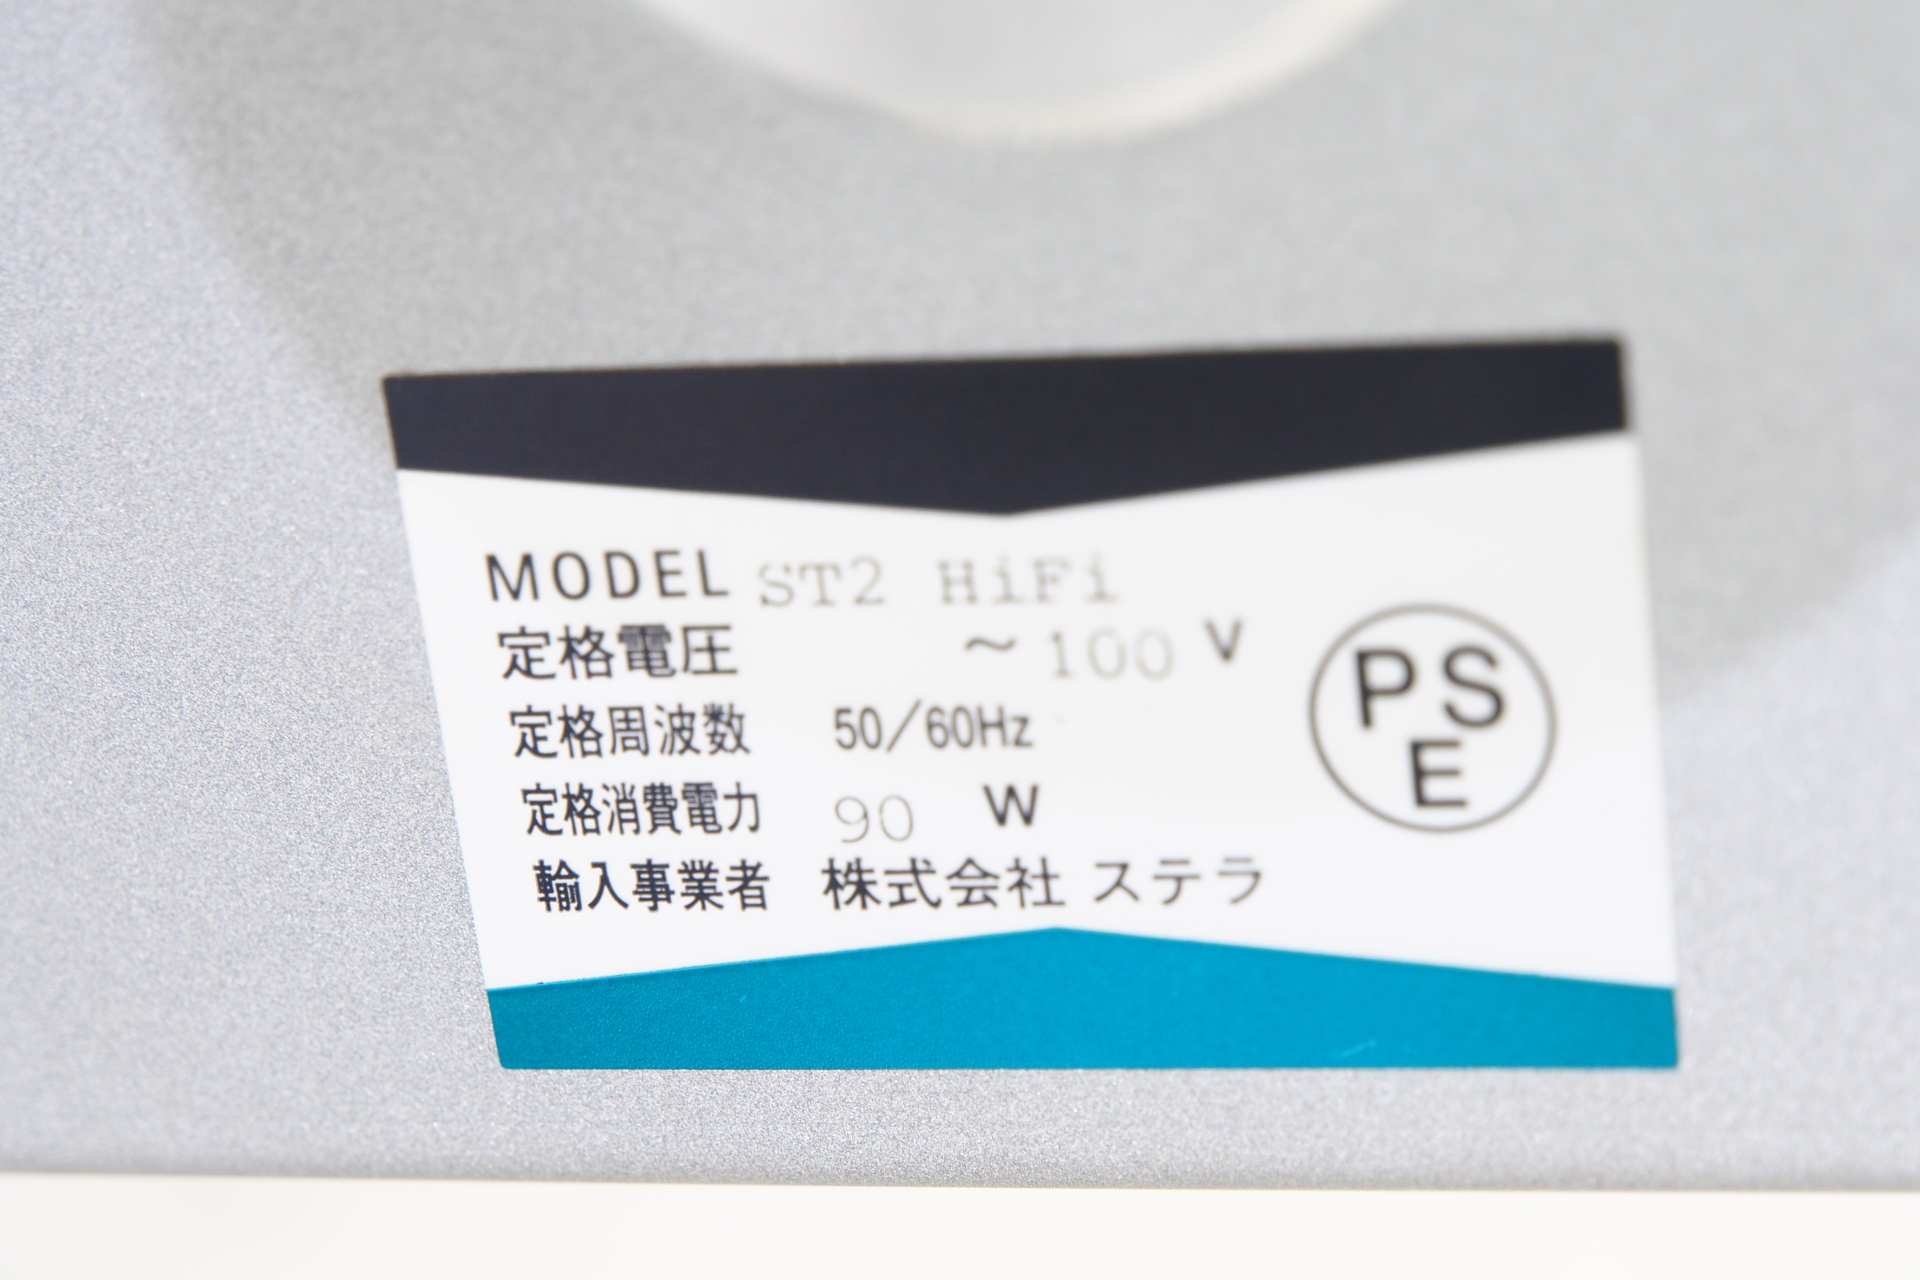 MODEL ST2 HiFi
定格電圧 ～100 V
定格周波数 50/60Hz
定格消費電力 90 W
輸入事業者 株式会社 ステラ
PS
E